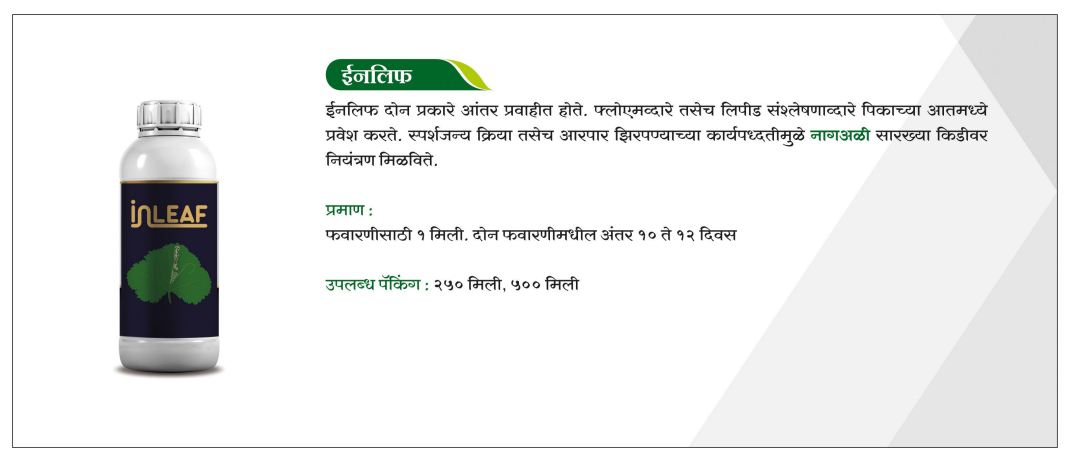 ईनलिफ
ईनलिफ दोन प्रकारे आंतर प्रवाहीत होते. फ्लोएमव्दारे तसेच लिपीड संश्लेषणाव्दारे पिकाच्या आतमध्ये
प्रवेश करते. स्पर्शजन्य क्रिया तसेच आरपार झिरपण्याच्या कार्यपध्दतीमुळे नागअळी सारख्या किडीवर
नियंत्रण मिळविते.
INLEAF
प्रमाण :
फवारणीसाठी १ मिली. दोन फवारणीमधील अंतर १० ते १२ दिवस
उपलब्ध पॅकिंग : २५० मिली, ५०० मिली